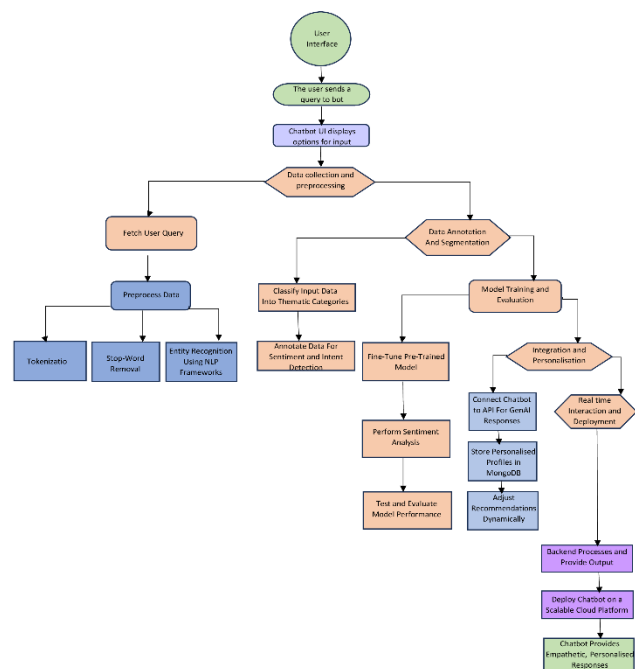 User
Interface
The user sends a
query to but
Chatbot UI displays
options for input
Data collection and
preprocessing
Fetch User Query
Data Annotation
And Segmentation
Preprocess Data
Classify Input Data
Into Thematic Categories
Model Training and
Evaluation
Tokenizatio
Stop-Word
Removal
Entity Recognition
Using NLP
Frameworks
Annotate Data For
Sentiment and Intent
Detection
Fine-Tune Pre-Trained
Model
Integration and
Personalisation
Connect Chatbot
to API For GenAI
Responses
Real time
Interaction and
Deployment
Perform Sentiment
Analysis
Store Personalised
Profiles in
MongoDB
Test and Evaluate
Model Performance
Adjust
Recommendations
Dynamically
Backend Processes and
Provide Output
Deploy Chatbot on a
Scalable Cloud Platform
Chatbot Provides
Empathetic, Personalised
Responses